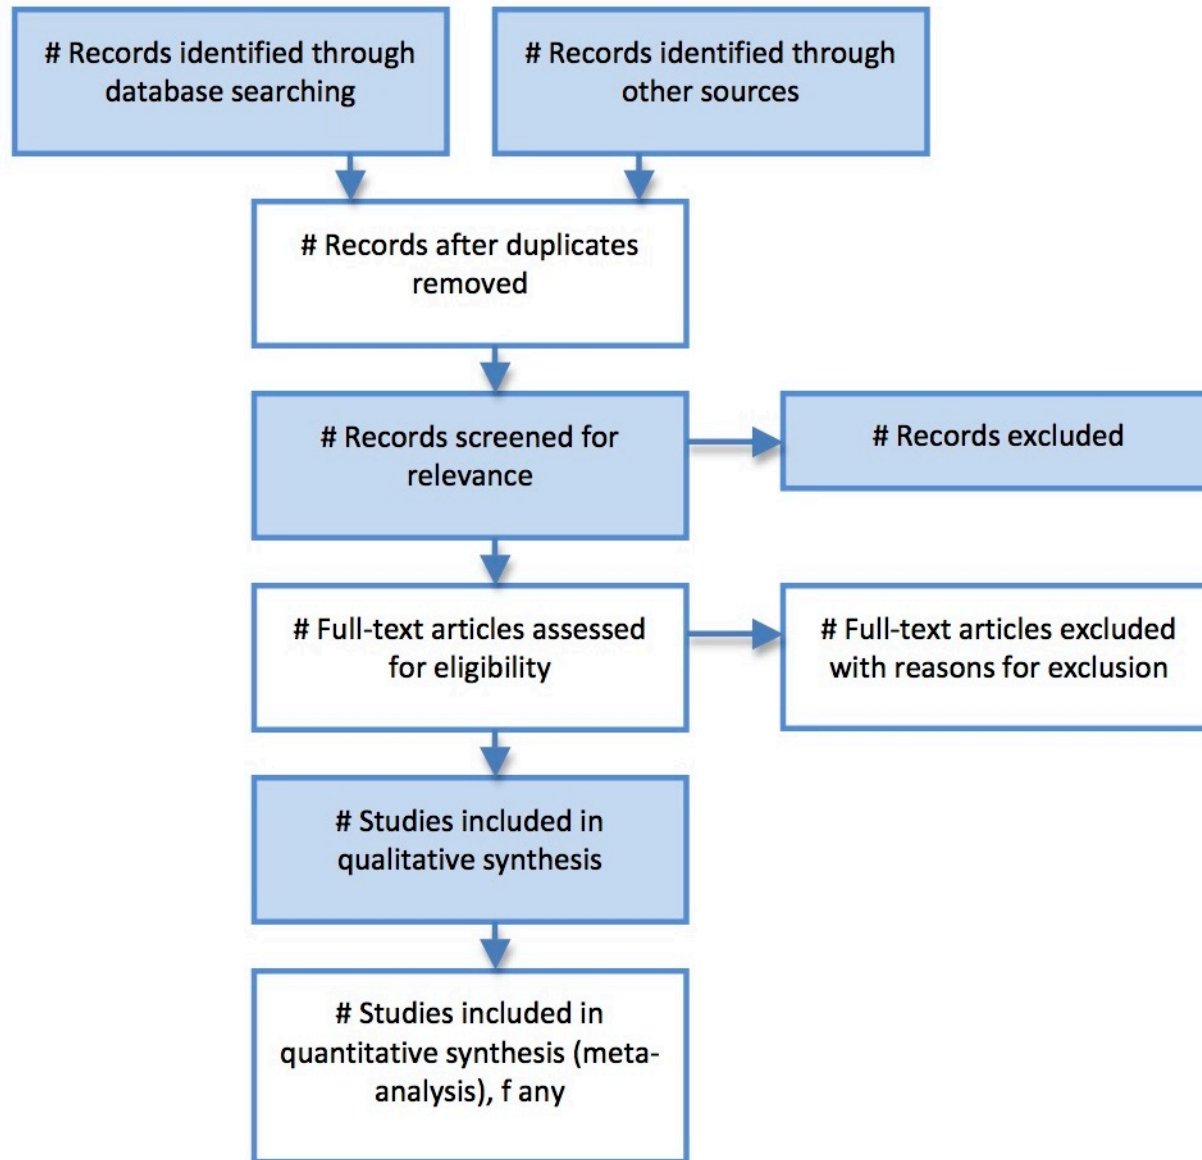 # Records identified through
database searching
# Records identified through
other sources
# Records after duplicates
removed
# Records screened for
relevance
# Records excluded
# Full-text articles assessed
for eligibility
# Full-text articles excluded
with reasons for exclusion
# Studies included in
qualitative synthesis
# Studies included in
quantitative synthesis (meta-
analysis), f any